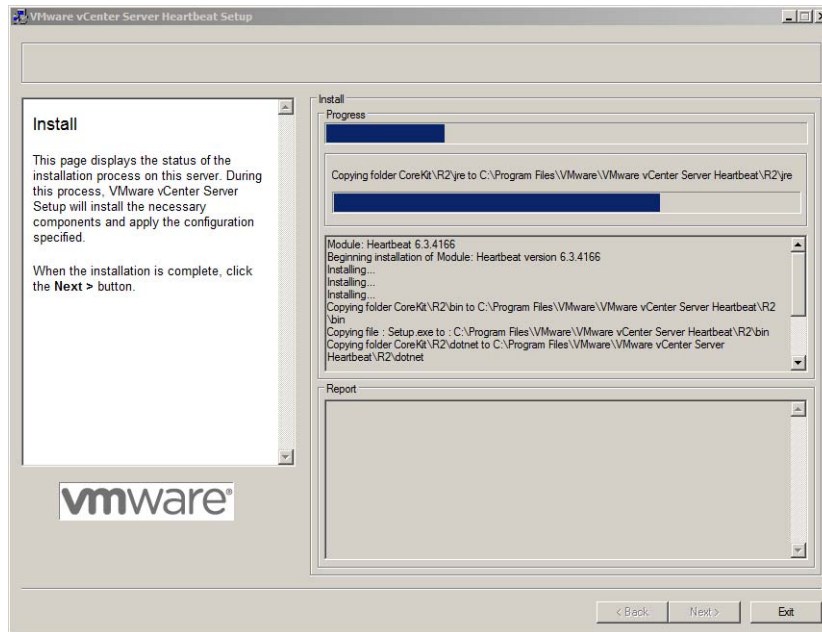 VMware vCenter Server Heartbeat Setup
Install
This page displays the status of the
installation process on this server. During
this process, VMware vCenter Server
Setup will install the necessary
components and apply the configuration
specified.
When the installation is complete, click
the Next > button.
vmware®
Install
Progress
Copying folder CoreKit\R2\jre to C:\Program Files\VMware\VMware vCenter Server Heartbeat\R2\jre
Module: Heartbeat 6.3.4166
Beginning installation of Module: Heartbeat version 6.3.4166
Installing...
Installing...
Installing...
Copying folder CoreKit\R2\bin to C:\Program Files\VMware\VMware vCenter Server Heartbeat\R2
\bin
Copying file : Setup.exe to : C:\Program Files\VMware\VMware vCenter Server Heartbeat\R2\bin
Copying folder CoreKit\R2\dotnet to C:\Program Files\VMware\VMware vCenter Server
Heartbeat\R2\dotnet
Report
< Back
Next >
Exit